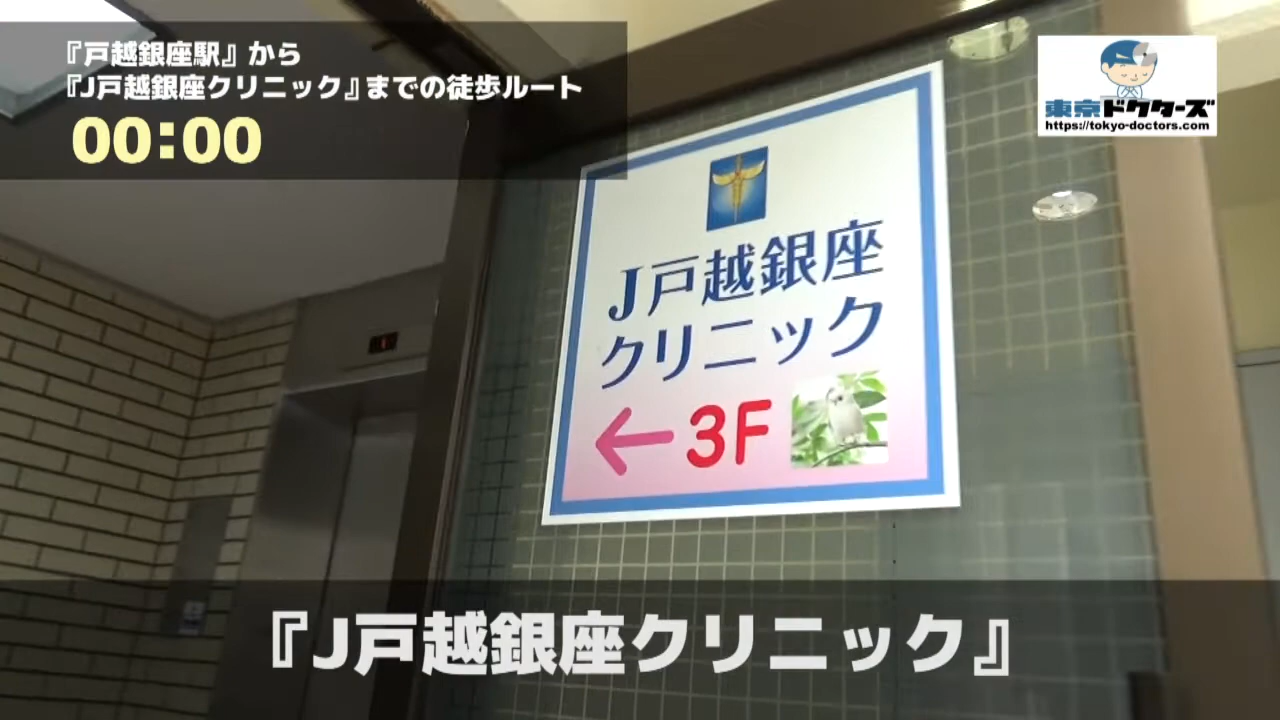 『戸越銀座駅』から
『J戸越銀座クリニック』までの徒歩ルート
00:00
東京ドクターズ
https://tokyo-doctors.com
J戸越銀座
クリニック
←3F
1
『J戸越銀座クリニック』